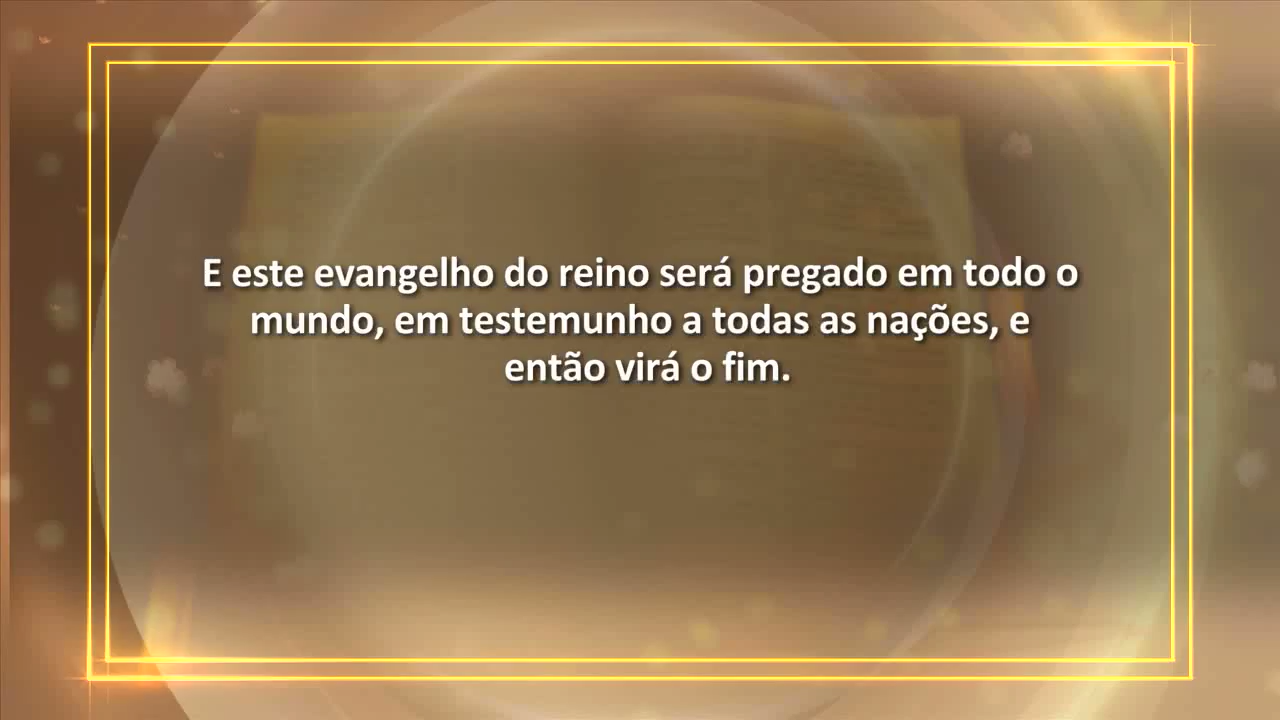 E este evangelho do reino será pregado em todo o
mundo, em testemunho a todas as nações, e
então virá o fim.